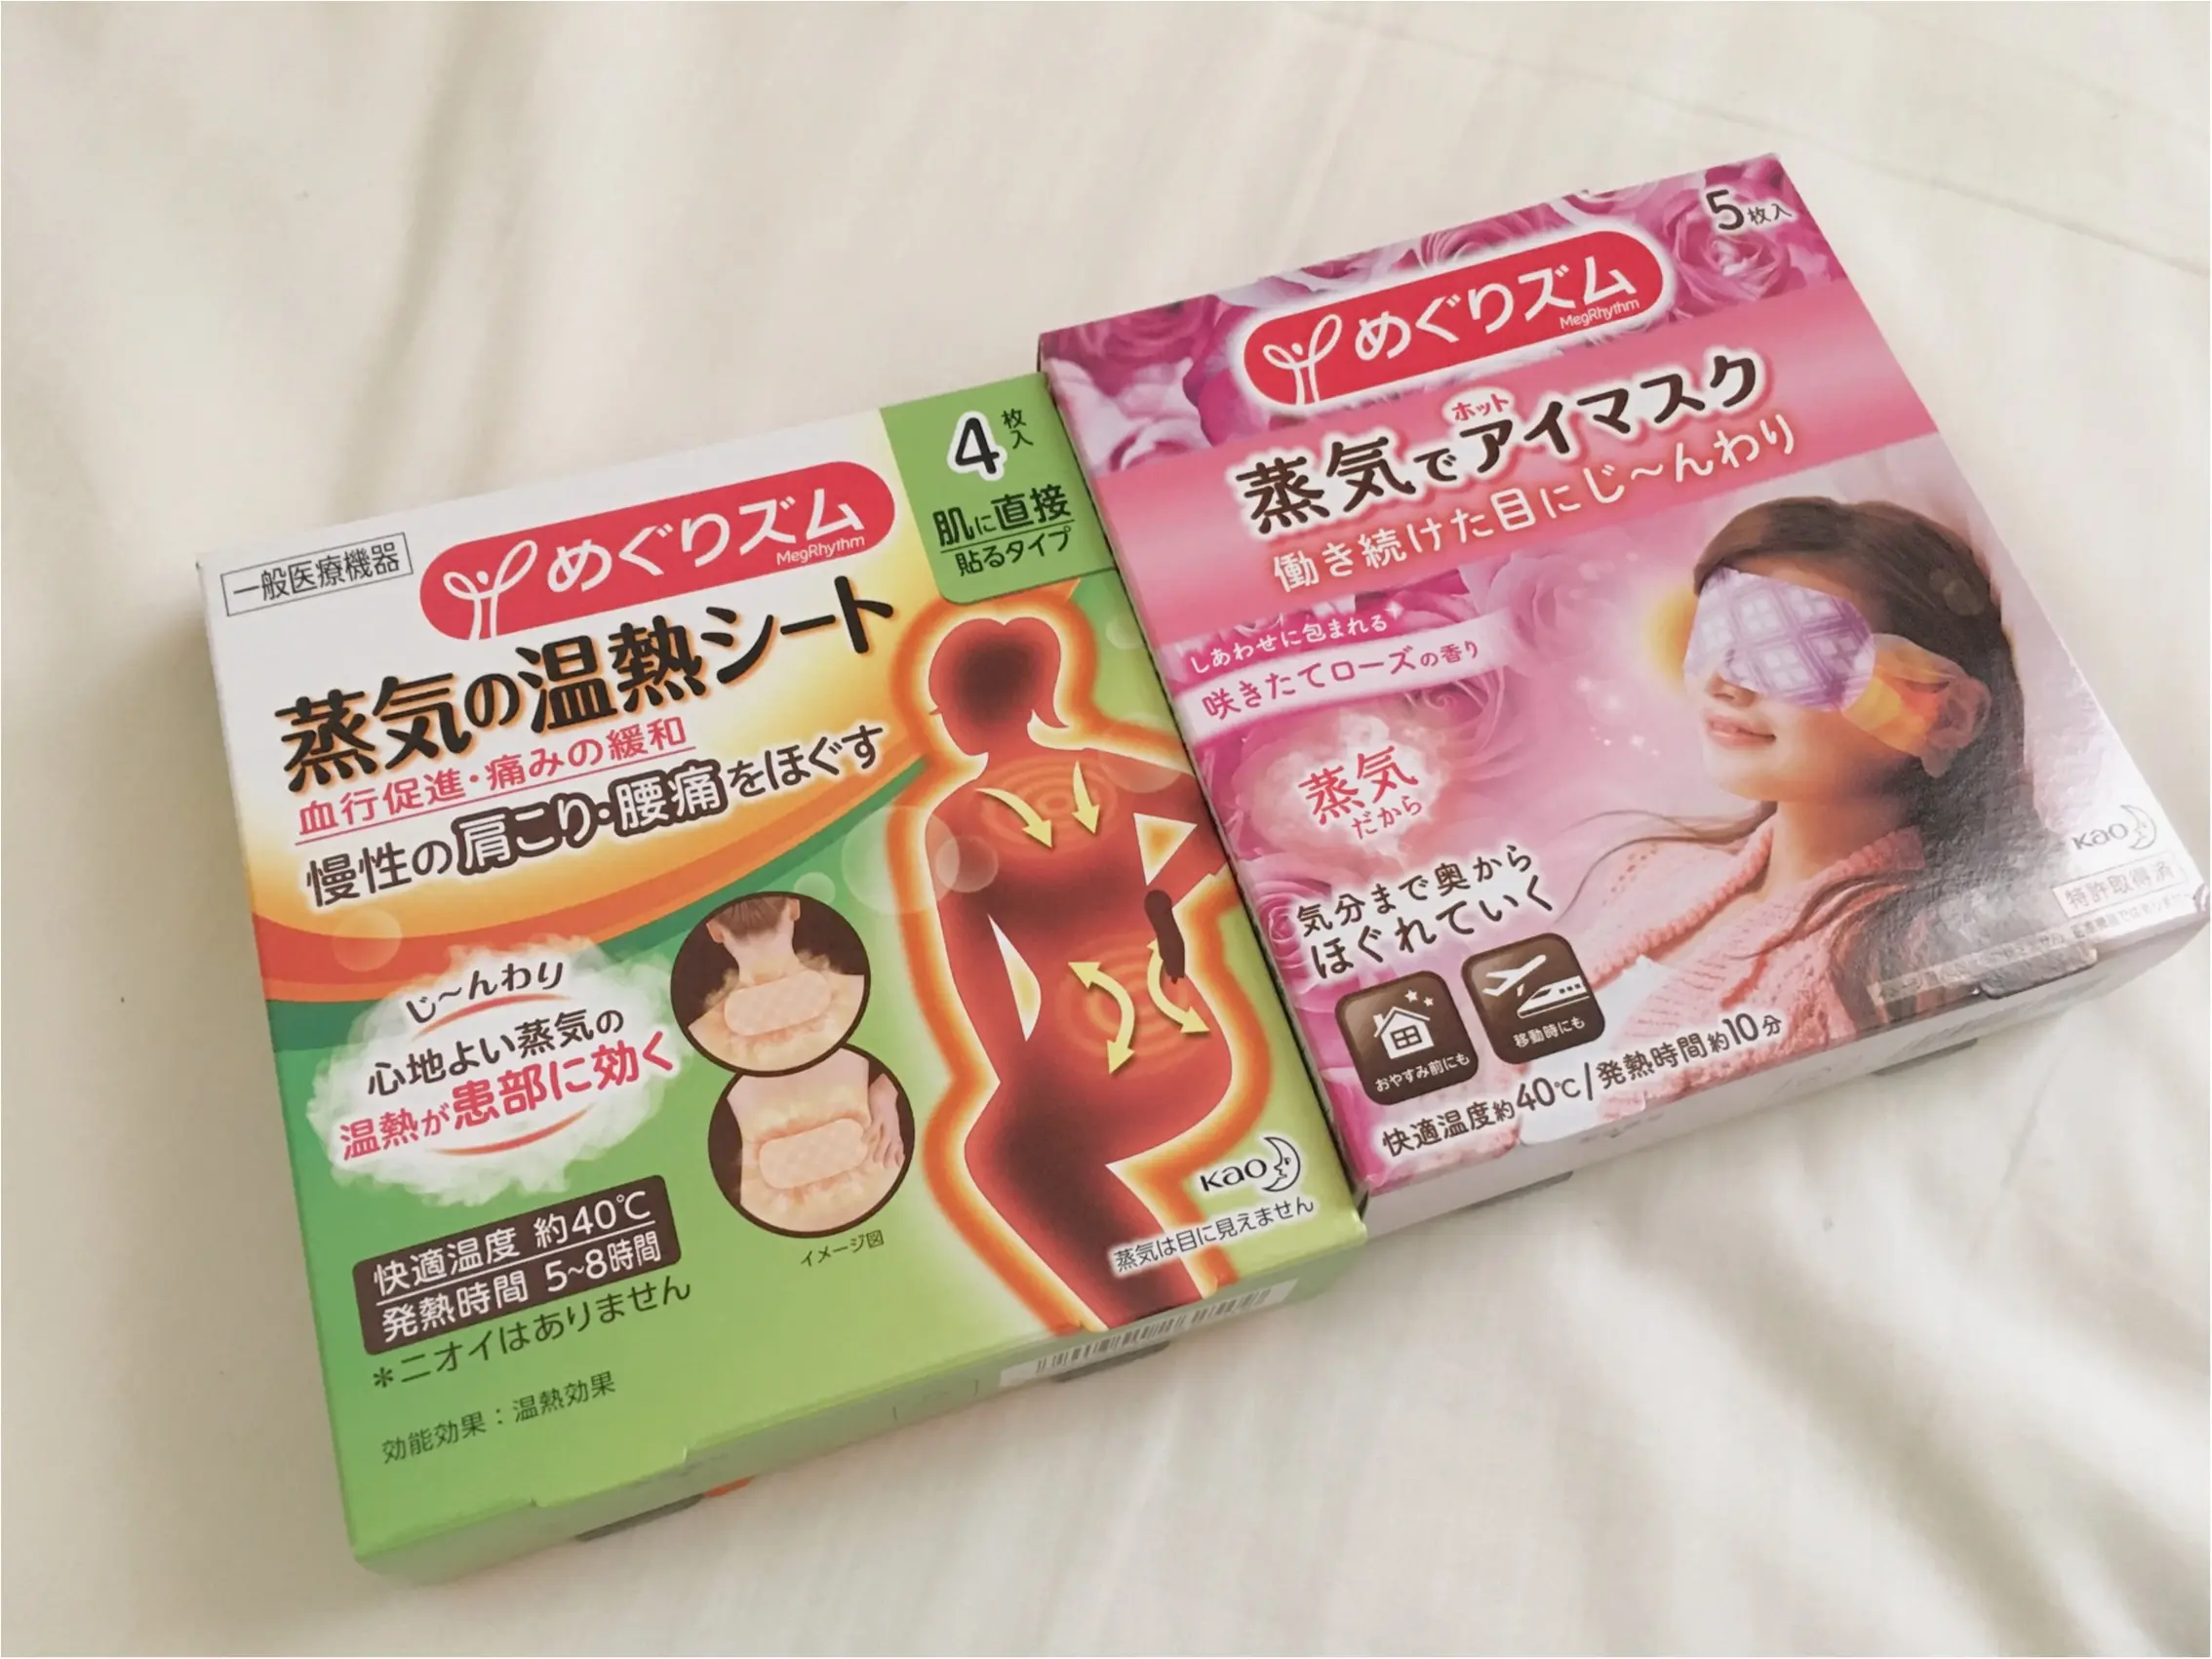 一般医療機器
めぐりズム
MegRhythm
4枚入
肌に直接
貼るタイプ
蒸気の温熱シート
血行促進・痛みの緩和
慢性の肩こり・腰痛をほぐす
じ〜んわり
心地よい蒸気の
温熱が患部に効く
快適温度 約40℃
発熱時間 5~8時間
*ニオイはありません
効能効果:温熱効果
イメージ図
Kao
蒸気は目に見えません
5枚入
めぐりズム
MegRhythm
ホット
蒸気でアイマスク
働き続けた目にじ〜んわり
しあわせに包まれる
咲きたてローズの香り
蒸気
だから
気分まで奥から
ほぐれていく
おやすみ前にも
移動時にも
快適温度約40℃/発熱時間約10分
Kao
特許取得済